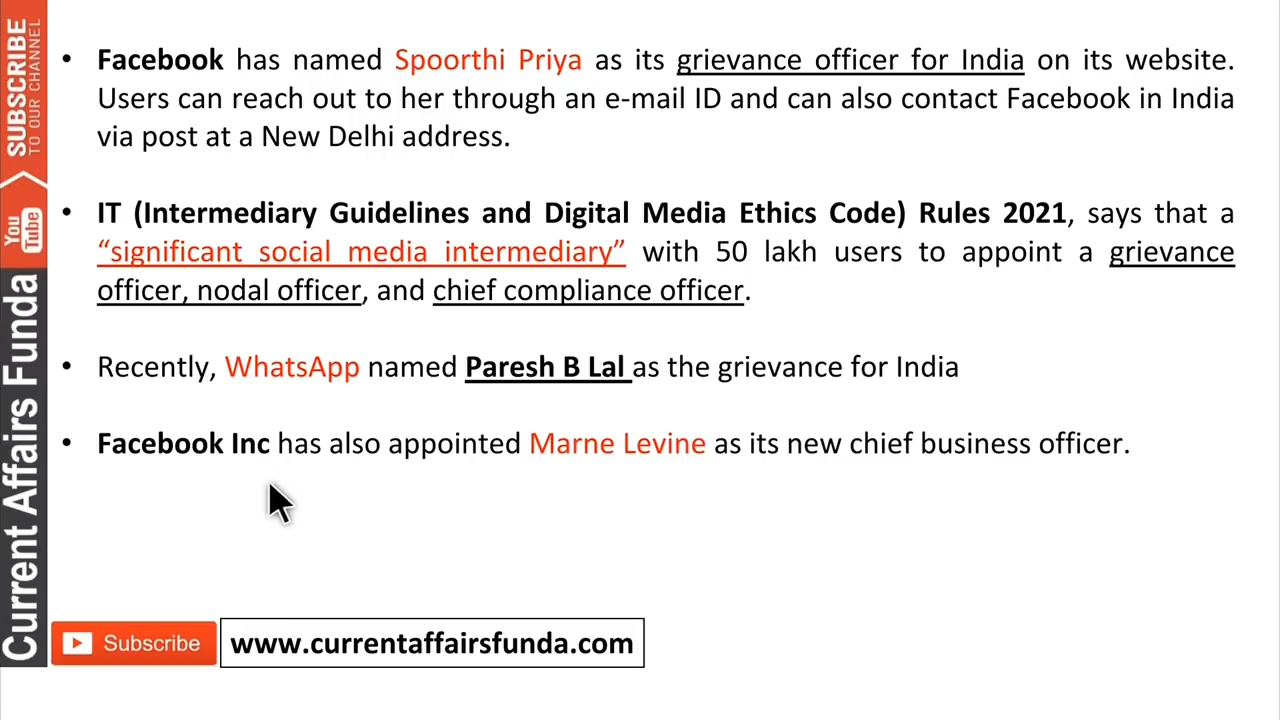 • Facebook has named Spoorthi Priya as its grievance officer for India on its website.
Users can reach out to her through an e-mail ID and can also contact Facebook in India
via post at a New Delhi address.
• IT (Intermediary Guidelines and Digital Media Ethics Code) Rules 2021, says that a
“significant social media intermediary” with 50 lakh users to appoint a grievance
officer, nodal officer, and chief compliance officer.
• Recently, WhatsApp named Paresh B Lal as the grievance for India
• Facebook Inc has also appointed Marne Levine as its new chief business officer.
SUBSCRIBE
TO OUR CHANNEL
You
Tube
Current Affairs Funda
Subscribe
www.currentaffairsfunda.com